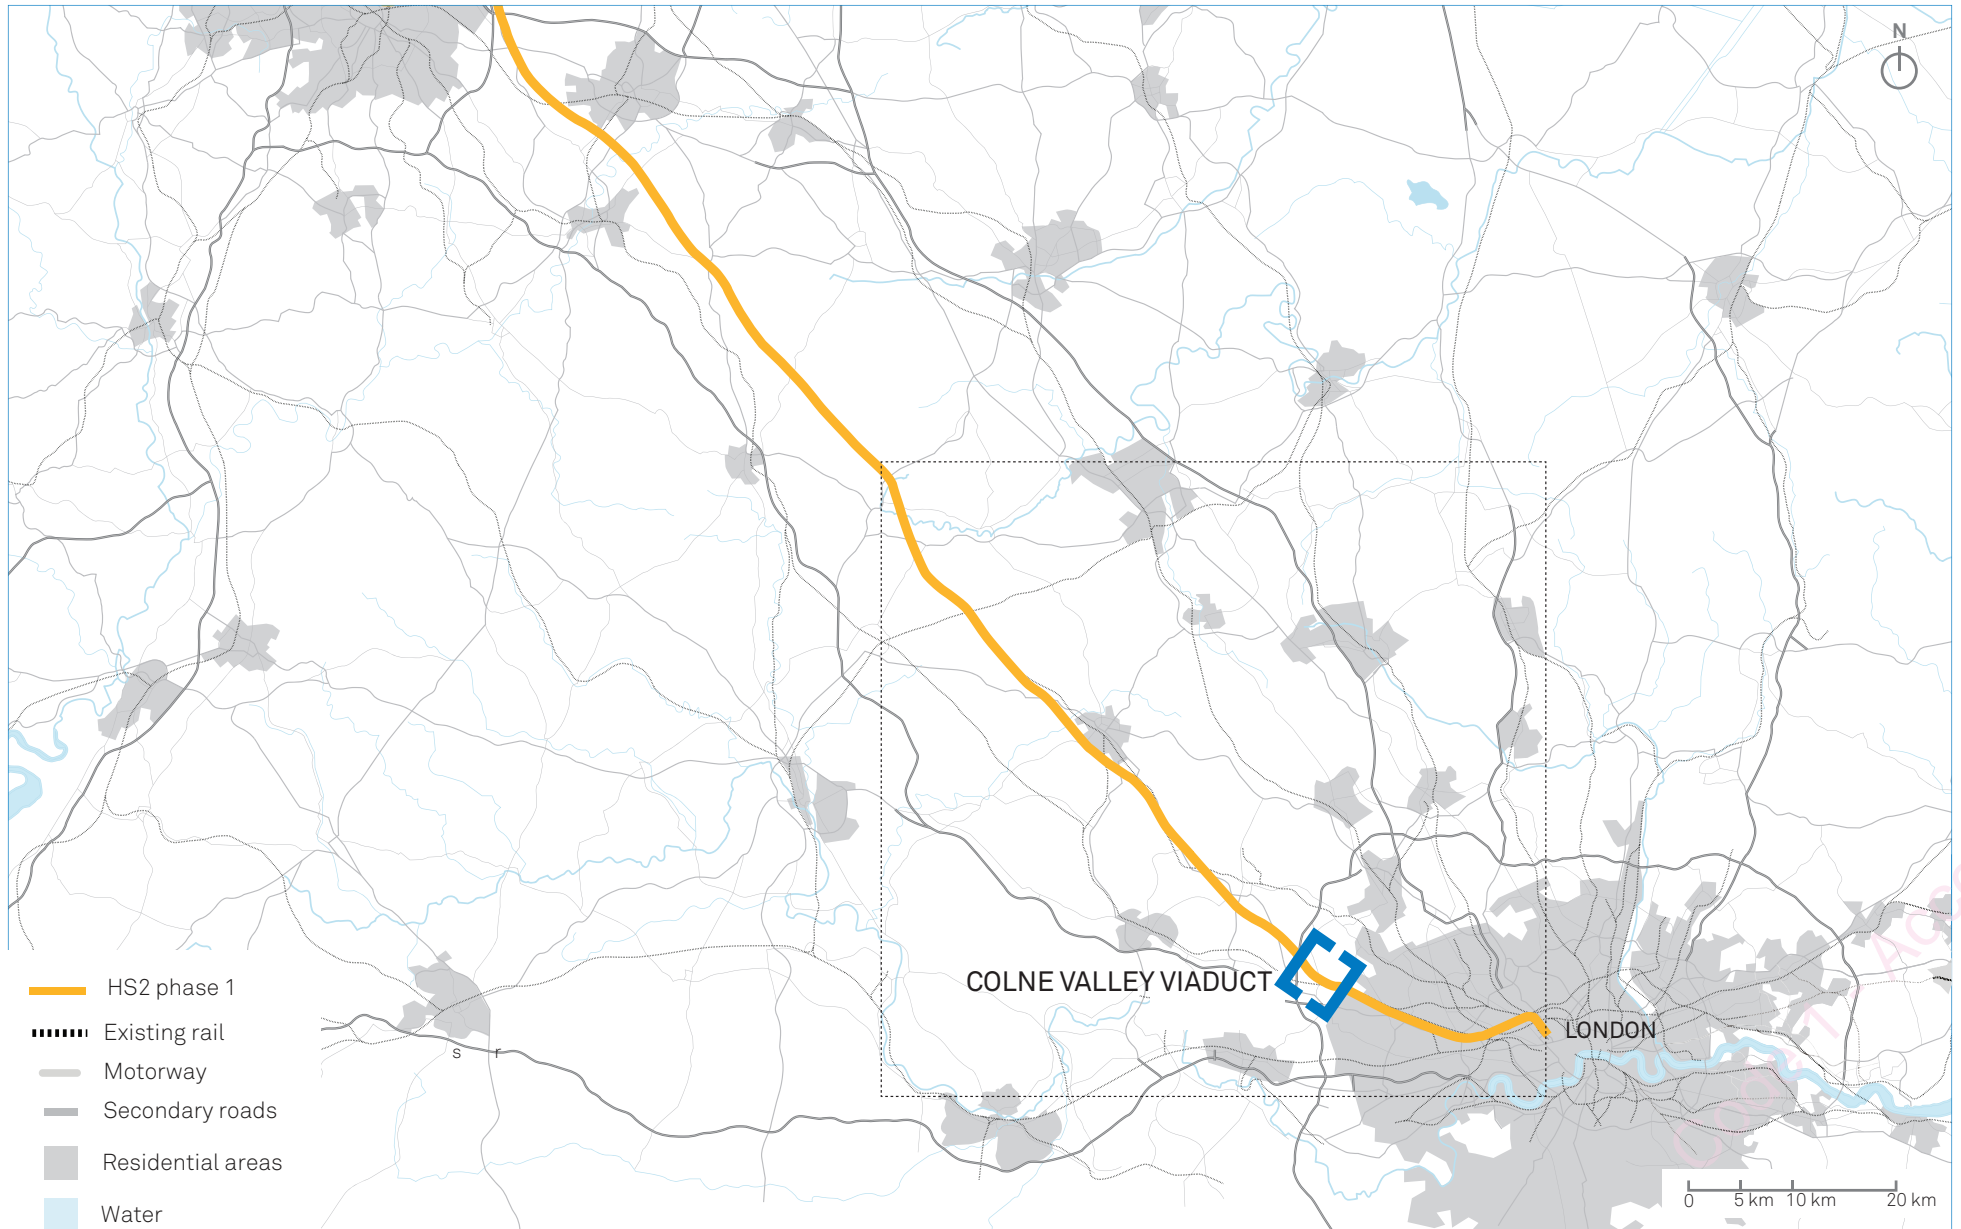 N
COLNE VALLEY VIADUCT
LONDON
HS2 phase 1
Existing rail
s r
Motorway
Secondary roads
Residential areas
Water
0 5 km 10 km 20 km